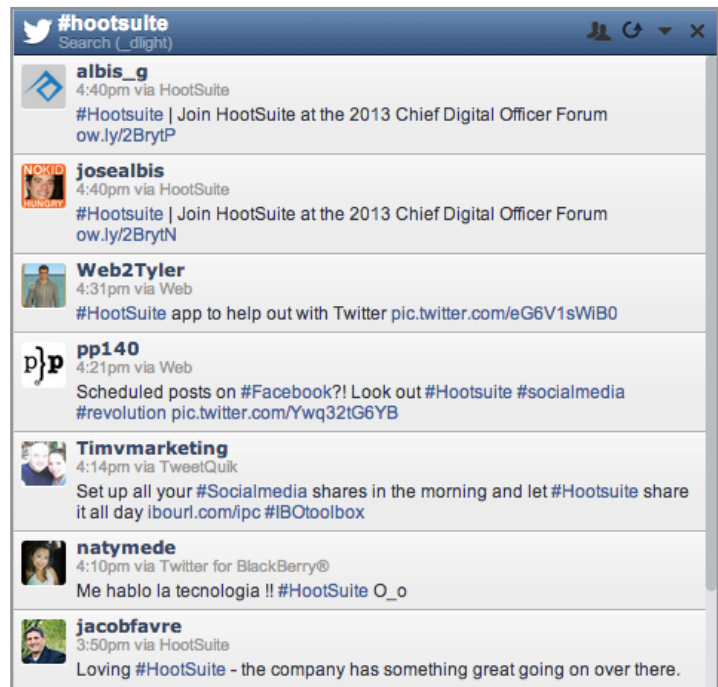 #hootsuite
Search (_dlight)
albis_g
4:40pm via HootSuite
#Hootsuite | Join HootSuite at the 2013 Chief Digital Officer Forum
ow.ly/2BrytP
NOKID
HUNGRY
josealbis
4:40pm via HootSuite
#Hootsuite | Join HootSuite at the 2013 Chief Digital Officer Forum
ow.ly/2BrytN
Web2Tyler
4:31pm via Web
#HootSuite app to help out with Twitter pic.twitter.com/eG6V1sWiB0
p}p
pp140
4:21pm via Web
Scheduled posts on #Facebook?! Look out #Hootsuite #socialmedia
#revolution pic.twitter.com/Ywq32tG6YB
Timvmarketing
4:14pm via TweetQuik
Set up all your #Socialmedia shares in the morning and let #Hootsuite share
it all day ibourl.com/ipc #IBOtoolbox
natymede
4:10pm via Twitter for BlackBerry®
Me hablo la tecnologia !! #HootSuite O_o
jacobfavre
3:50pm via HootSuite
Loving #HootSuite - the company has something great going on over there.